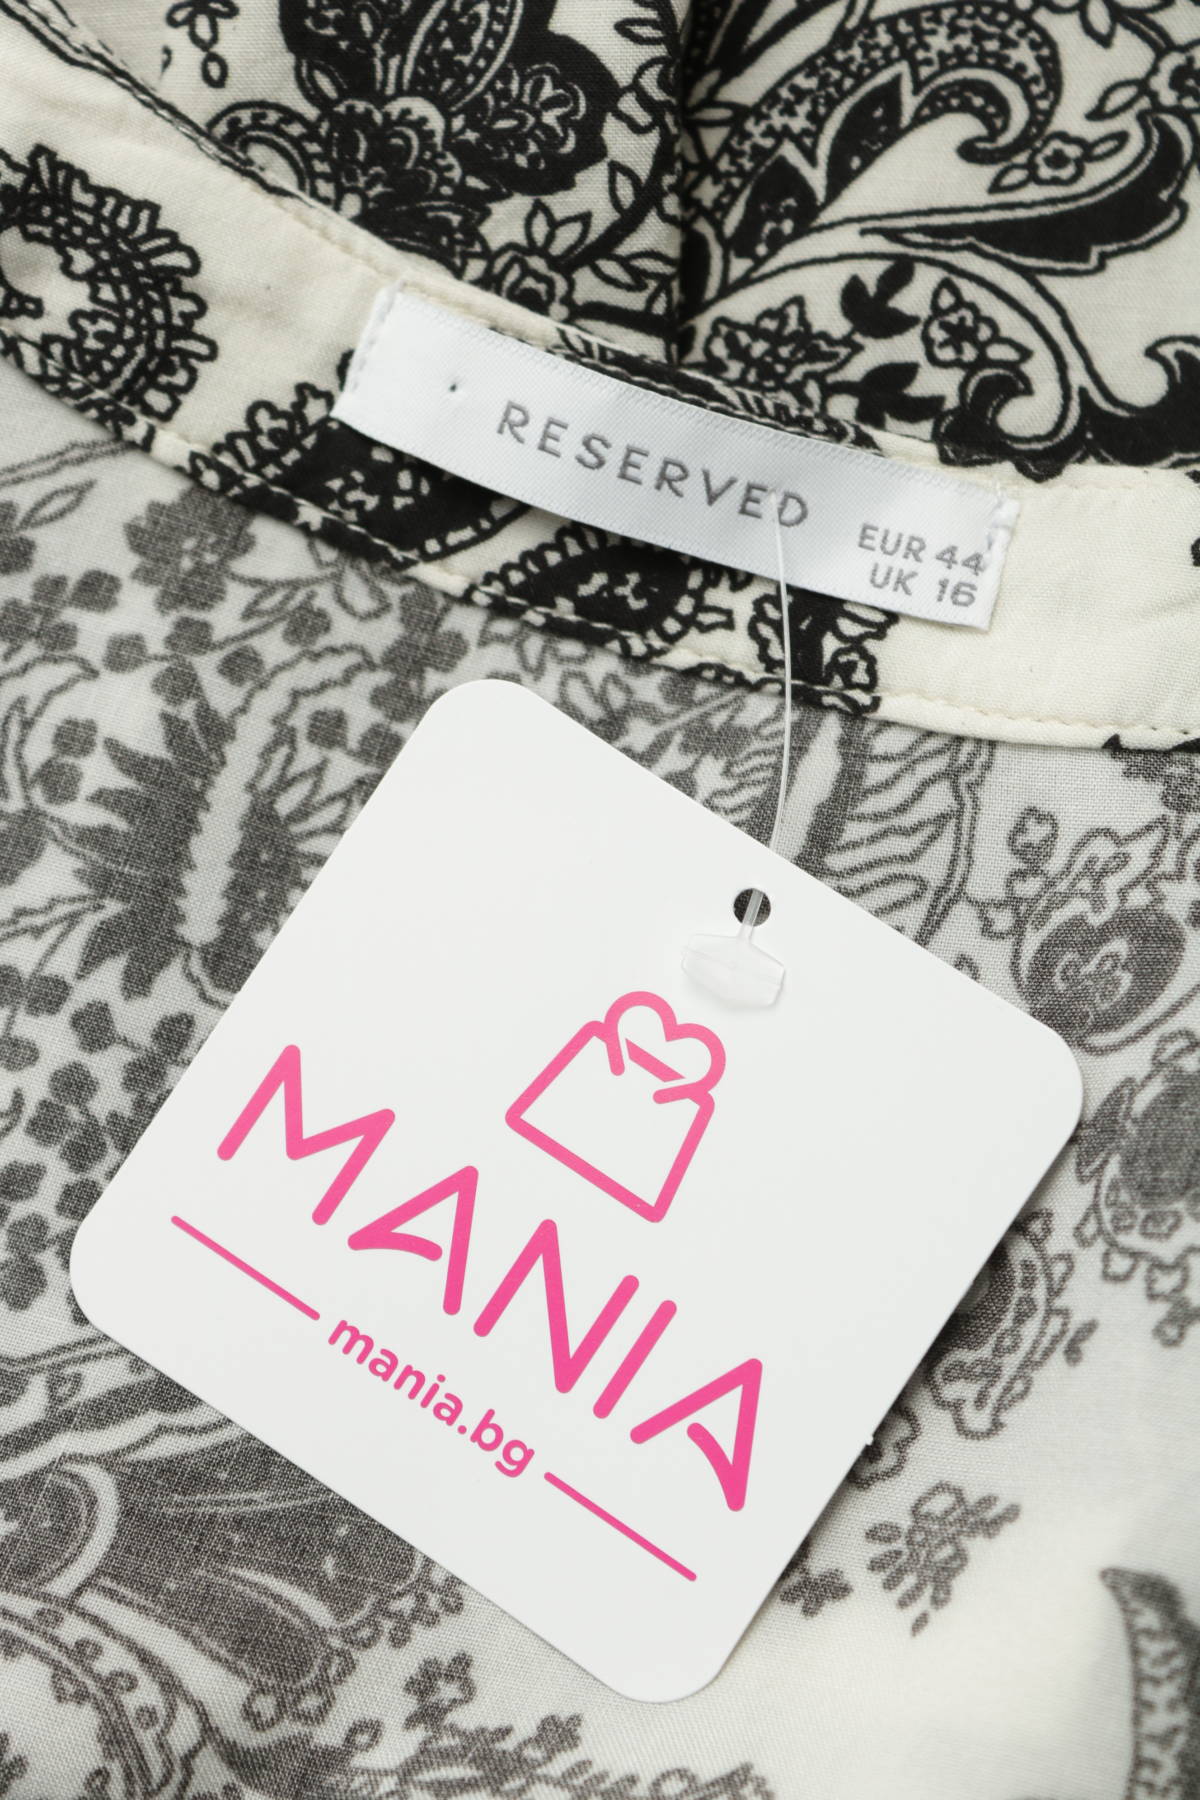 RESERVED
EUR 44
UK 16
MANIA
mania.bg